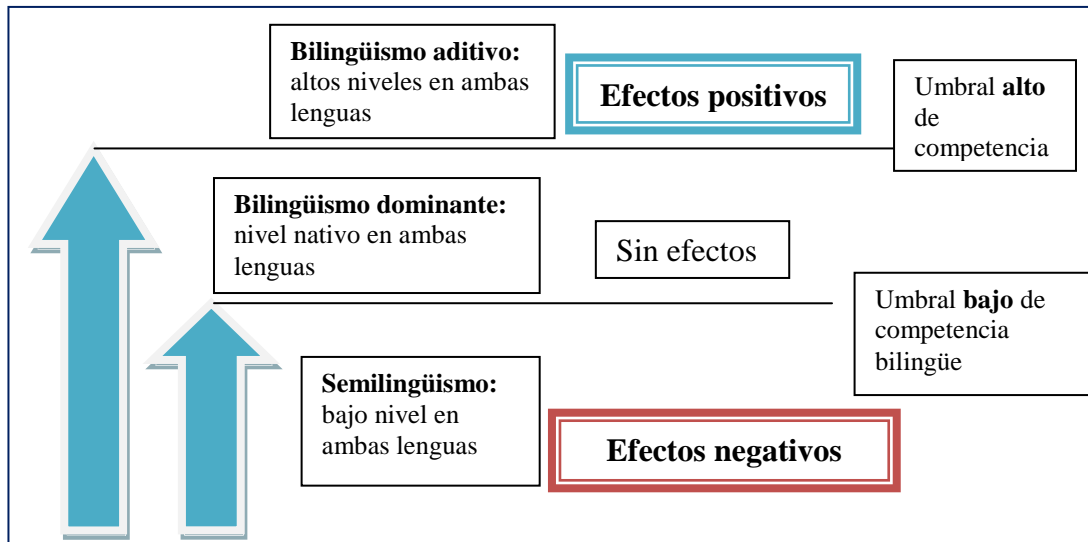 Bilingüismo aditivo:
altos niveles en ambas
lenguas
Efectos positivos
Umbral alto
de
competencia
Bilingüismo dominante:
nivel nativo en ambas
lenguas
Sin efectos
Umbral bajo de
competencia
bilingüe
Semilingüismo:
bajo nivel en
ambas lenguas
Efectos negativos